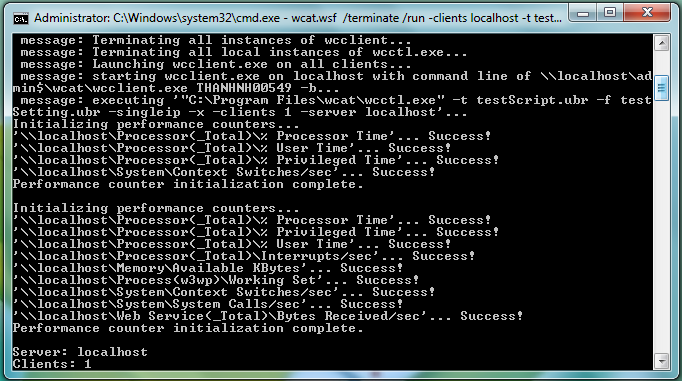 Administrator: C:\Windows\system32\cmd.exe - wcat.wsf /terminate /run -clients localhost -t test...
message: Terminating all instances of wcclient...
message: Terminating all local instances of wcctl.exe...
message: Launching wcclient.exe on all clients...
message: starting wcclient.exe on localhost with command line of \\localhost\ad
min$\wcat\wcclient.exe THANHNH00549 -b...
message: executing '"C:\Program Files\wcat\wcctl.exe" -t testScript.ubr -f test
Setting.ubr -singleip -x -clients 1 -server localhost'...
Initializing performance counters...
'\\localhost\Processor(_Total)\% Processor Time'... Success!
'\\localhost\Processor(_Total)\% User Time'... Success!
'\\localhost\Processor(_Total)\% Privileged Time'... Success!
'\\localhost\System\Context Switches/sec'... Success!
Performance counter initialization complete.
Initializing performance counters...
'\\localhost\Processor(_Total)\% Processor Time'... Success!
'\\localhost\Processor(_Total)\% Privileged Time'... Success!
'\\localhost\Processor(_Total)\% User Time'... Success!
'\\localhost\Processor(_Total)\Interrupts/sec'... Success!
'\\localhost\Memory\Available KBytes'... Success!
'\\localhost\Process(w3wp)\Working Set'... Success!
'\\localhost\System\Context Switches/sec'... Success!
'\\localhost\System\System Calls/sec'... Success!
'\\localhost\Web Service(_Total)\Bytes Received/sec'... Success!
Performance counter initialization complete.
Server: localhost
Clients: 1